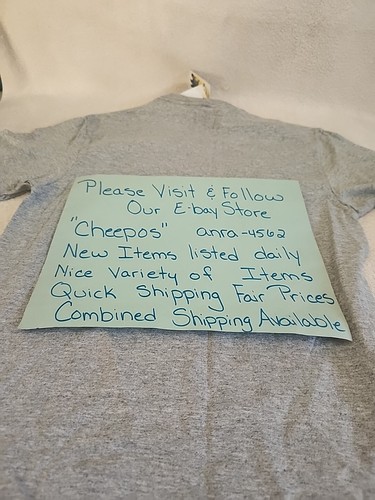 Please Visit & Follow
Our E-bay Store
"Cheepos" anra-4562
New Items listed daily
Nice Variety of Items
Quick Shipping Fair Prices
Combined Shipping Available